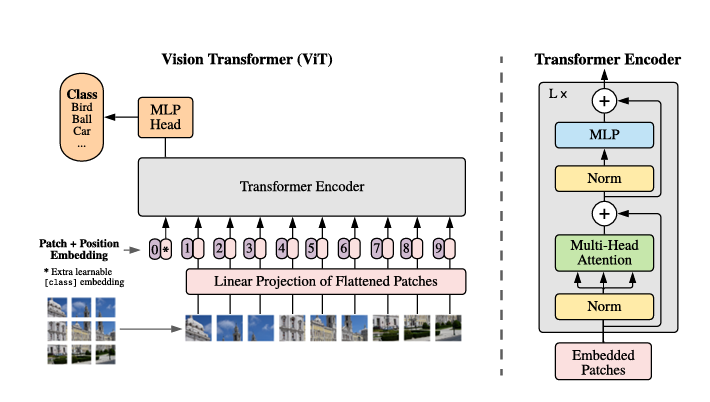 Vision Transformer (ViT)
Class
Bird
Ball
Car
...
MLP
Head
Transformer Encoder
Patch + Position
Embedding
* Extra learnable
[class] embedding
0 * 1 2 3 4 5 6 7 8 9
Linear Projection of Flattened Patches
Transformer Encoder
L x
+
MLP
Norm
+
Multi-Head
Attention
Norm
Embedded
Patches